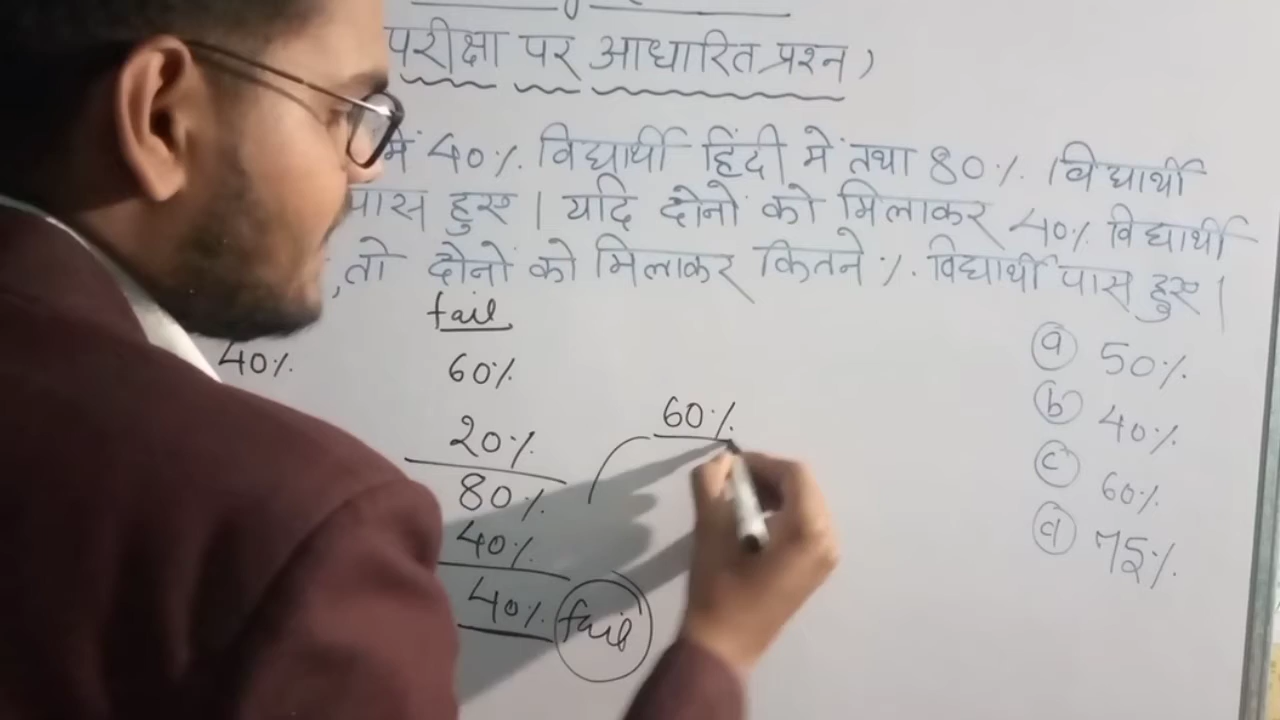 परीक्षा पर आधारित प्रश्न)
में 40% विद्यार्थी हिंदी में तथा 80% विद्यार्थी
पास हुए । यदि दोनों को मिलाकर 40% विद्यार्थी
, तो दोनों को मिलाकर कितने % विद्यार्थी पास हुए ।
fail
40% 60%
20%
80%
40%
40% fail
60%
ⓐ 50%
ⓑ 40%
ⓒ 60%
ⓓ 75%